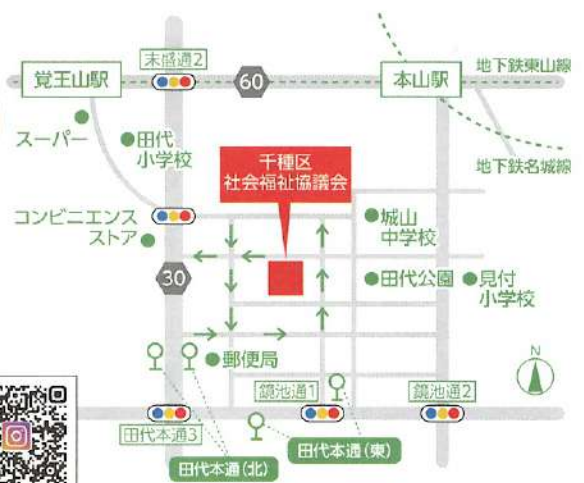 末盛通2
覚王山駅
60
本山駅
地下鉄東山線
スーパー
田代
小学校
千種区
社会福祉協議会
地下鉄名城線
コンビニエンス
ストア
城山
中学校
30
田代公園
見付
小学校
郵便局
N
鏡池通1
鏡池通2
田代本通3
田代本通(東)
田代本通(北)